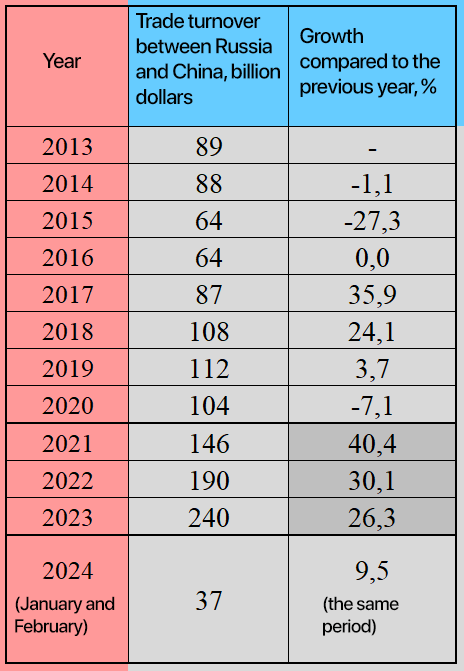 Year | Trade turnover between Russia and China, billion dollars | Growth compared to the previous year, %
2013 | 89 | -
2014 | 88 | -1,1
2015 | 64 | -27,3
2016 | 64 | 0,0
2017 | 87 | 35,9
2018 | 108 | 24,1
2019 | 112 | 3,7
2020 | 104 | -7,1
2021 | 146 | 40,4
2022 | 190 | 30,1
2023 | 240 | 26,3
2024 (January and February) | 37 | 9,5 (the same period)